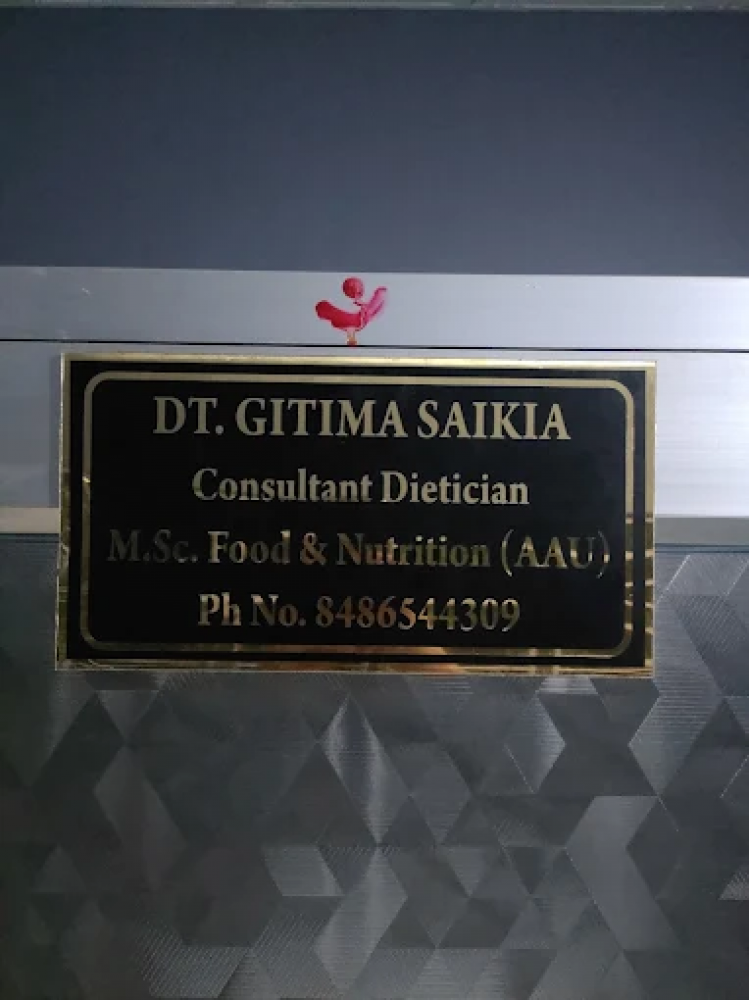 DT. GITIMA SAIKIA
Consultant Dietician
M.Sc. Food & Nutrition (AAU)
Ph No. 8486544309